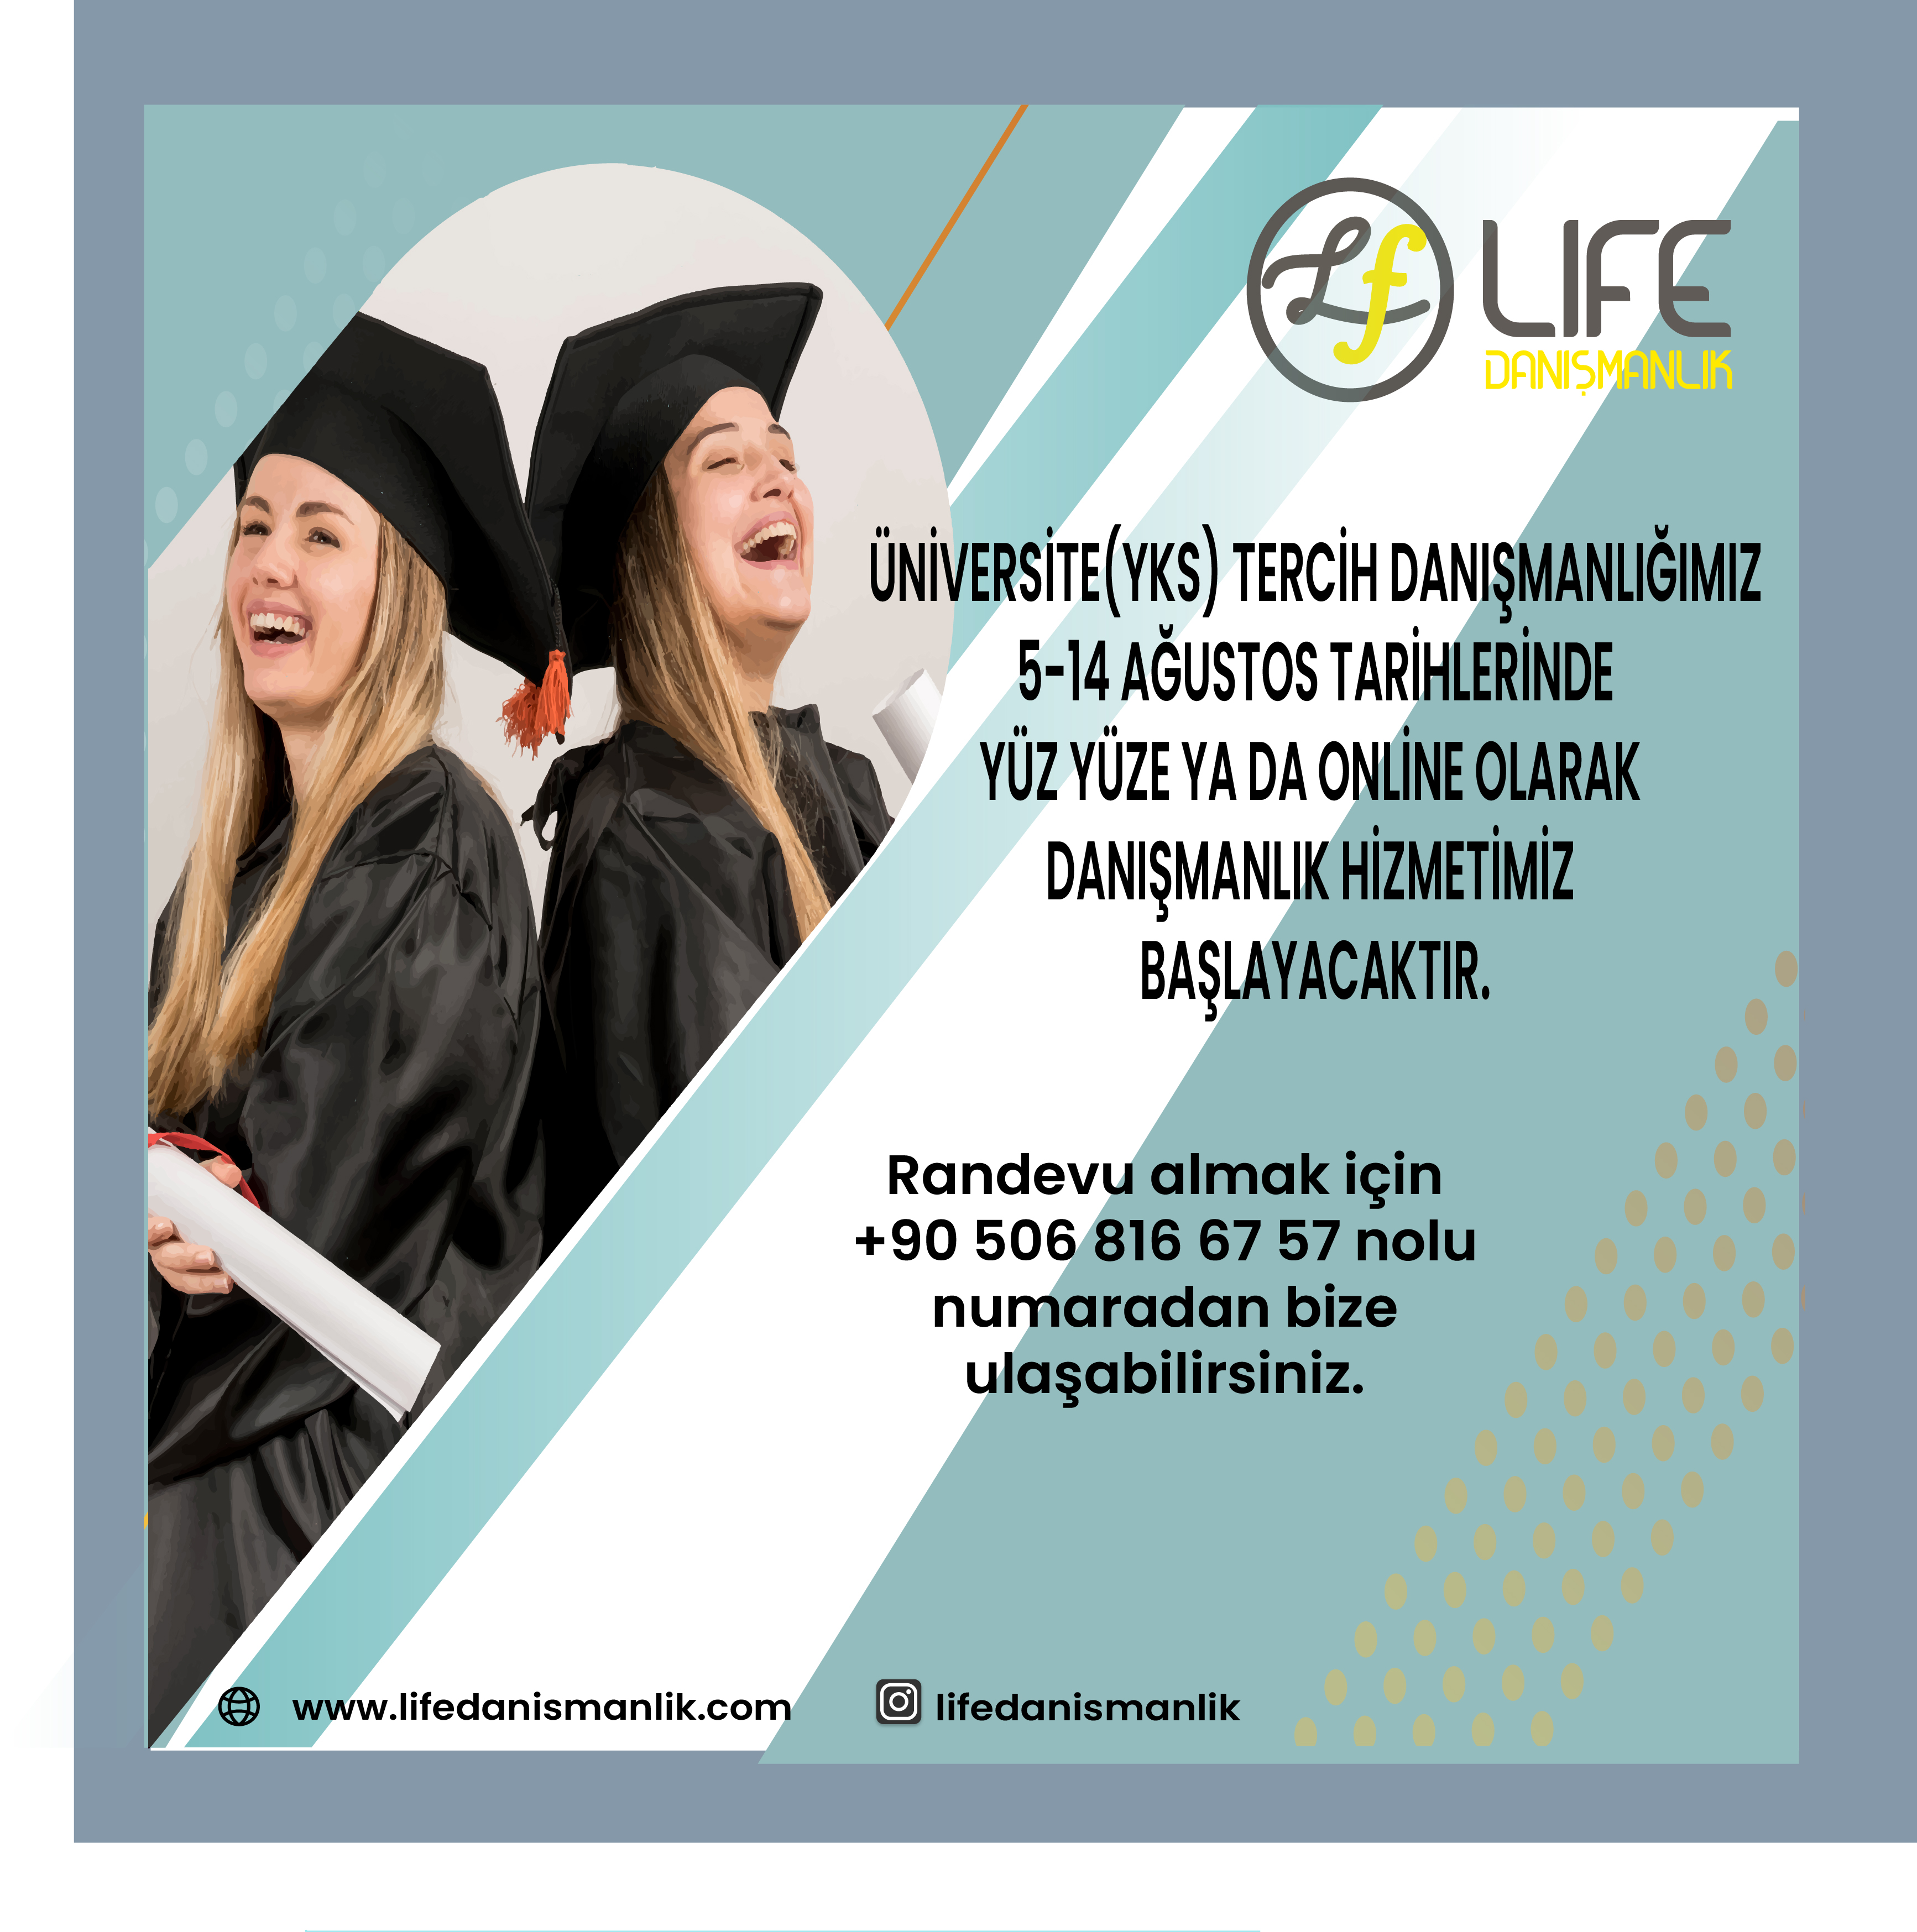 Lf LIFE
DANIŞMANLIK
ÜNİVERSİTE(YKS) TERCİH DANIŞMANLIĞIMIZ
5-14 AĞUSTOS TARİHLERİNDE
YÜZ YÜZE YA DA ONLİNE OLARAK
DANIŞMANLIK HİZMETİMİZ
BAŞLAYACAKTIR.
Randevu almak için
+90 506 816 67 57 nolu
numaradan bize
ulaşabilirsiniz.
www.lifedanismanlik.com lifedanismanlik